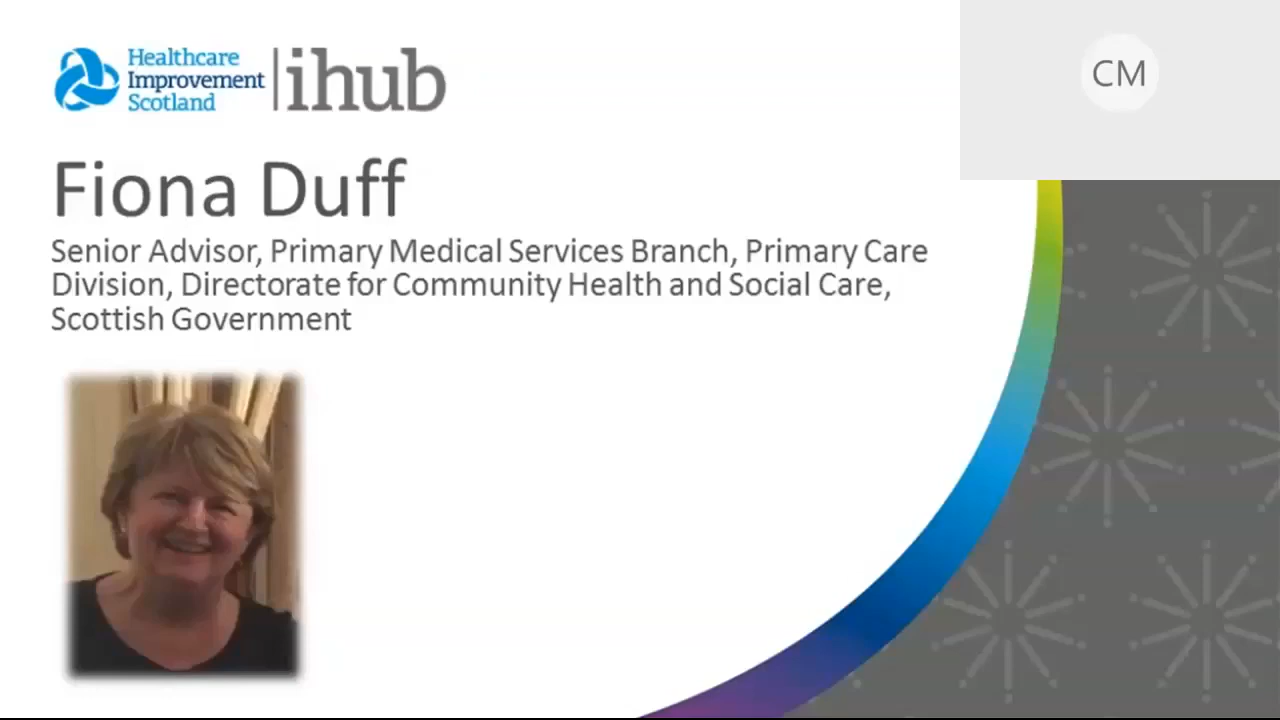 Healthcare
Improvement
Scotland
ihub
CM
Fiona Duff
Senior Advisor, Primary Medical Services Branch, Primary Care
Division, Directorate for Community Health and Social Care,
Scottish Government